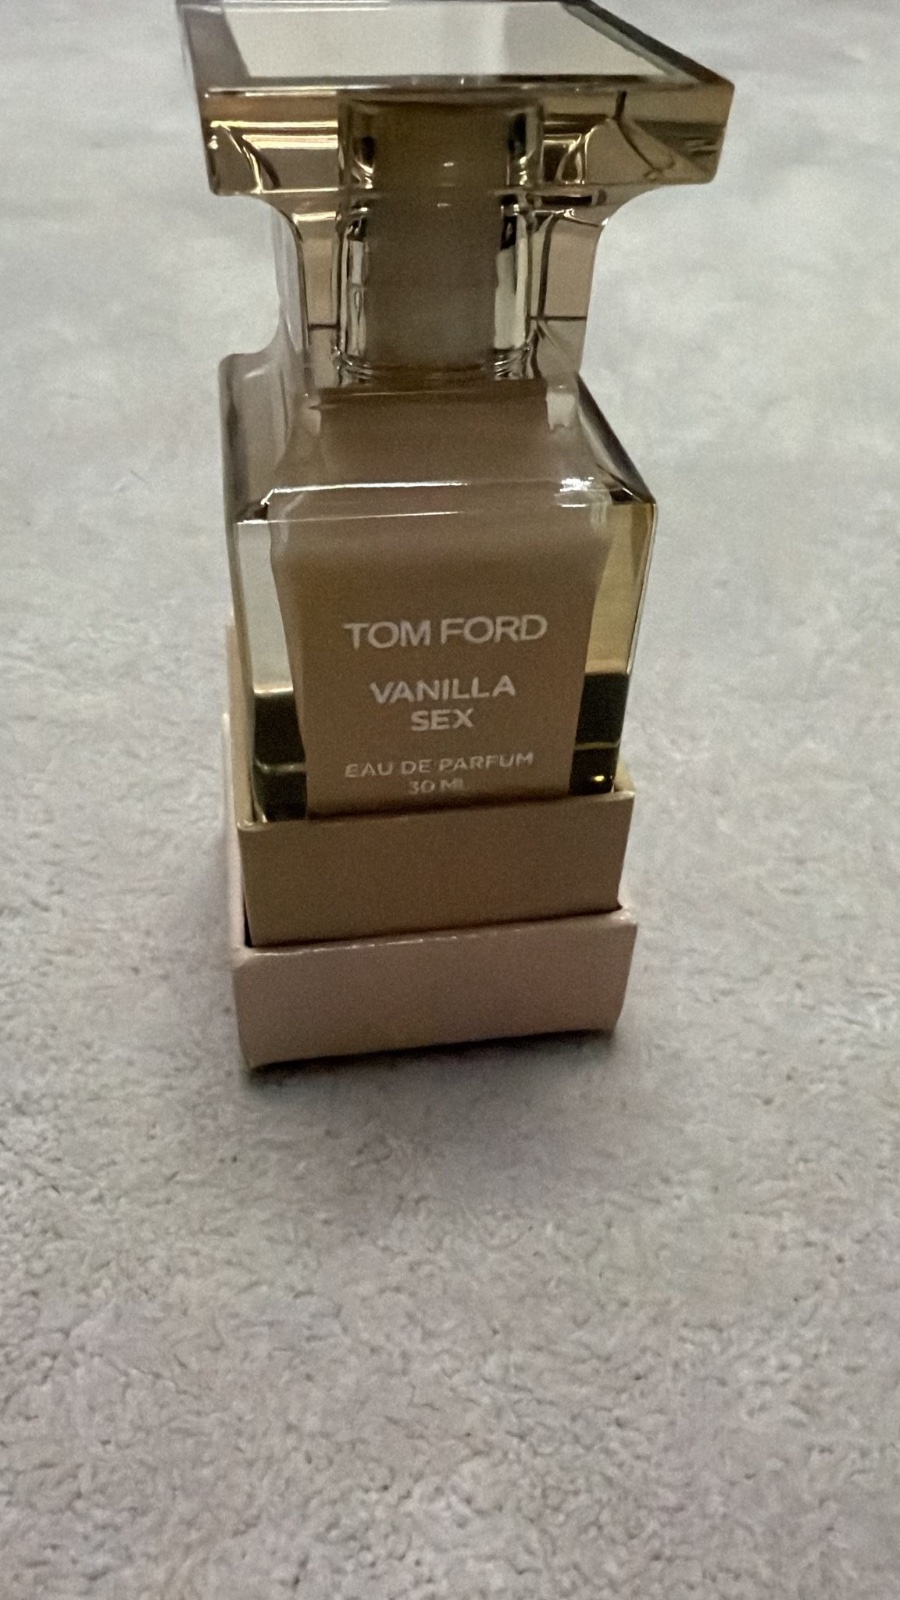 TOM FORD
VANILLA
SEX
EAU DE PARFUM
30 ML